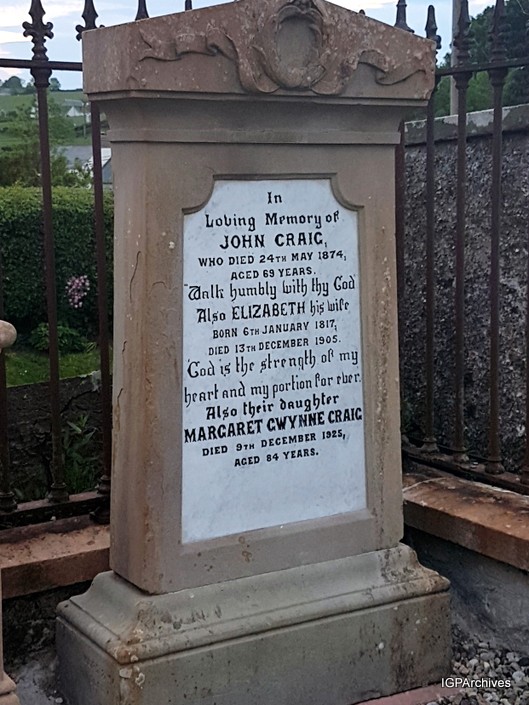 In
Loving Memory of
JOHN CRAIG,
WHO DIED 24TH MAY 1874,
AGED 69 YEARS.
"Walk humbly with thy God"
Also ELIZABETH his wife
BORN 6TH JANUARY 1817,
DIED 13TH DECEMBER 1905.
"God is the strength of my
heart and my portion for ever."
Also their daughter
MARGARET GWYNNE CRAIG
DIED 9TH DECEMBER 1925,
AGED 84 YEARS.
IGPArchives